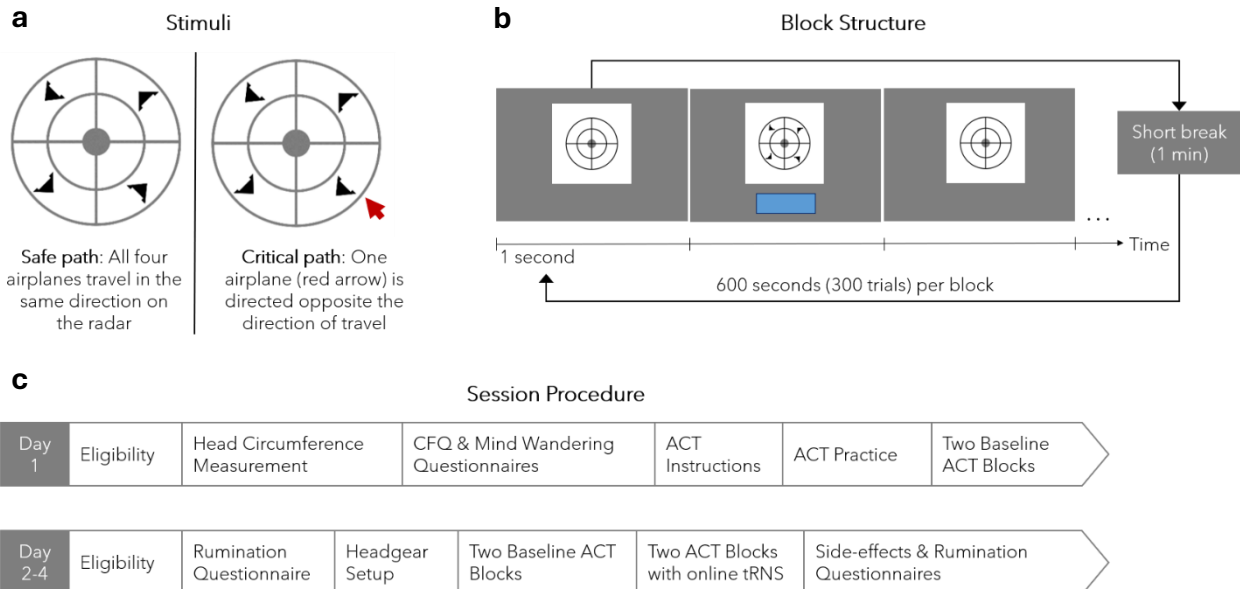 a
Stimuli
Safe path: All four
airplanes travel in the
same direction on
the radar
Critical path: One
airplane (red arrow) is
directed opposite the
direction of travel
b
Block Structure
Short break
(1 min)
...
Time
1 second
600 seconds (300 trials) per block
c
Session Procedure
Day
1
Eligibility
Head Circumference
Measurement
CFQ & Mind Wandering
Questionnaires
ACT
Instructions
ACT Practice
Two Baseline
ACT Blocks
Day
2-4
Eligibility
Rumination
Questionnaire
Headgear
Setup
Two Baseline ACT
Blocks
Two ACT Blocks
with online tRNS
Side-effects & Rumination
Questionnaires